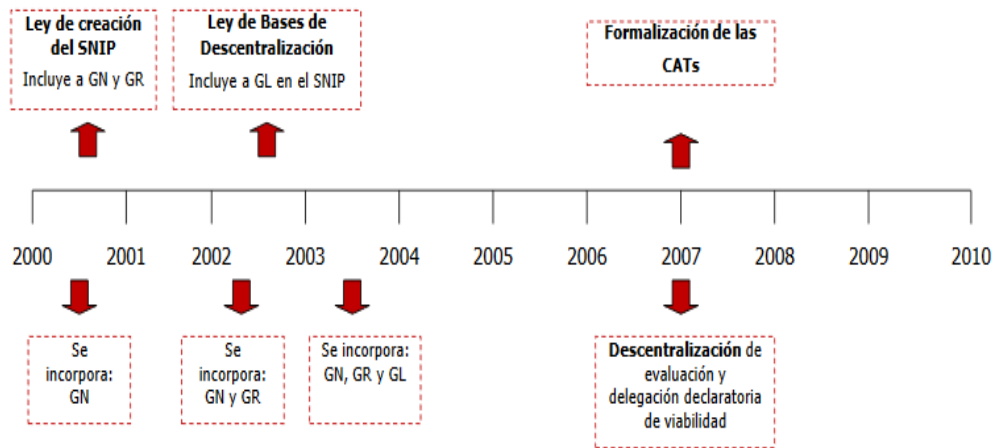 Ley de creación
del SNIP
Incluye a GN y GR
Ley de Bases de
Descentralización
Incluye a GL en el SNIP
Formalización de las
CATs
2000 2001 2002 2003 2004 2005 2006 2007 2008 2009 2010
Se
incorpora:
GN
Se
incorpora:
GN y GR
Se incorpora:
GN, GR y GL
Descentralización de
evaluación y
delegación declaratoria
de viabilidad